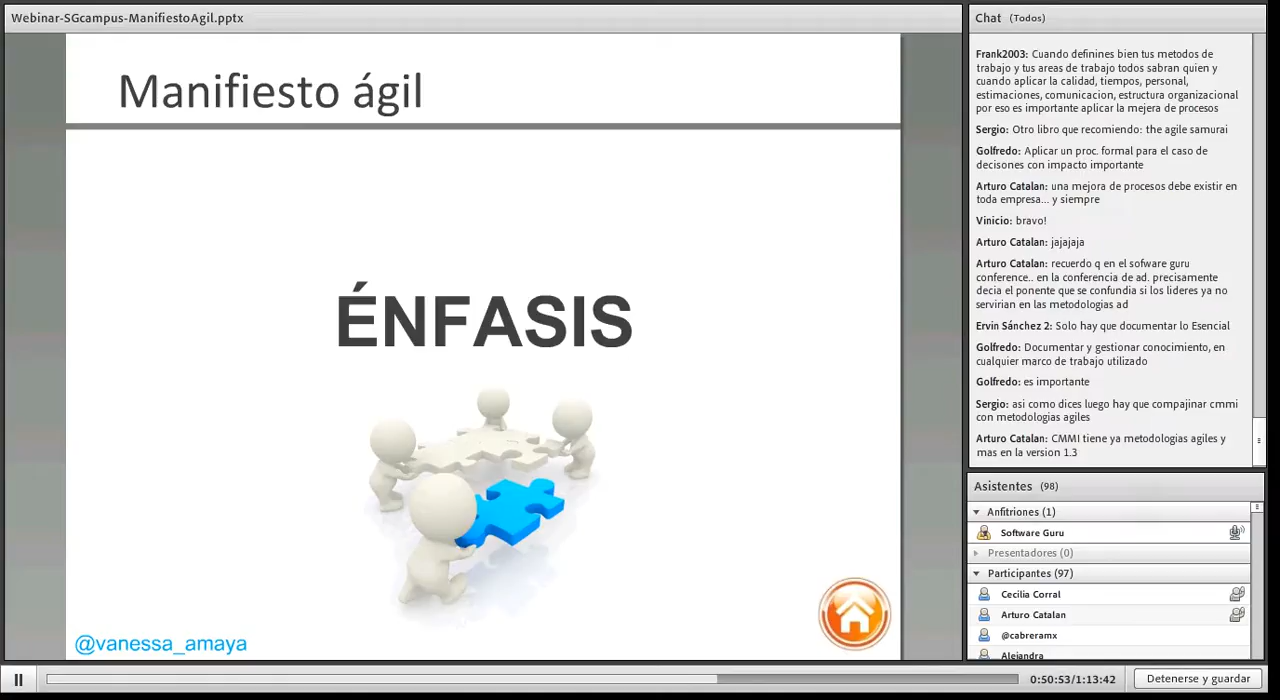 Webinar-SGcampus-ManifiestoAgil.pptx
Manifiesto ágil
ÉNFASIS
@vanessa_amaya
Chat (Todos)
Frank2003: Cuando definines bien tus metodos de
trabajo y tus areas de trabajo todos sabran quien y
cuando aplicar la calidad, tiempos, personal,
estimaciones, comunicacion, estructura organizacional
por eso es importante aplicar la mejera de procesos
Sergio: Otro libro que recomiendo: the agile samurai
Golfredo: Aplicar un proc. formal para el caso de
decisones con impacto importante
Arturo Catalan: una mejora de procesos debe existir en
toda empresa... y siempre
Vinicio: bravo!
Arturo Catalan: jajajaja
Arturo Catalan: recuerdo q en el sofware guru
conference.. en la conferencia de ad. precisamente
decia el ponente que se confundia si los lideres ya no
servirian en las metodologias ad
Ervin Sánchez 2: Solo hay que documentar lo Esencial
Golfredo: Documentar y gestionar conocimiento, en
cualquier marco de trabajo utilizado
Golfredo: es importante
Sergio: asi como dices luego hay que compajinar cmmi
con metodologias agiles
Arturo Catalan: CMMI tiene ya metodologias agiles y
mas en la version 1.3
Asistentes (98)
Anfitriones (1)
Software Guru
Presentadores (0)
Participantes (97)
Cecilia Corral
Arturo Catalan
@cabreramx
Alejandra
0:50:53/1:13:42
Detenerse y guardar